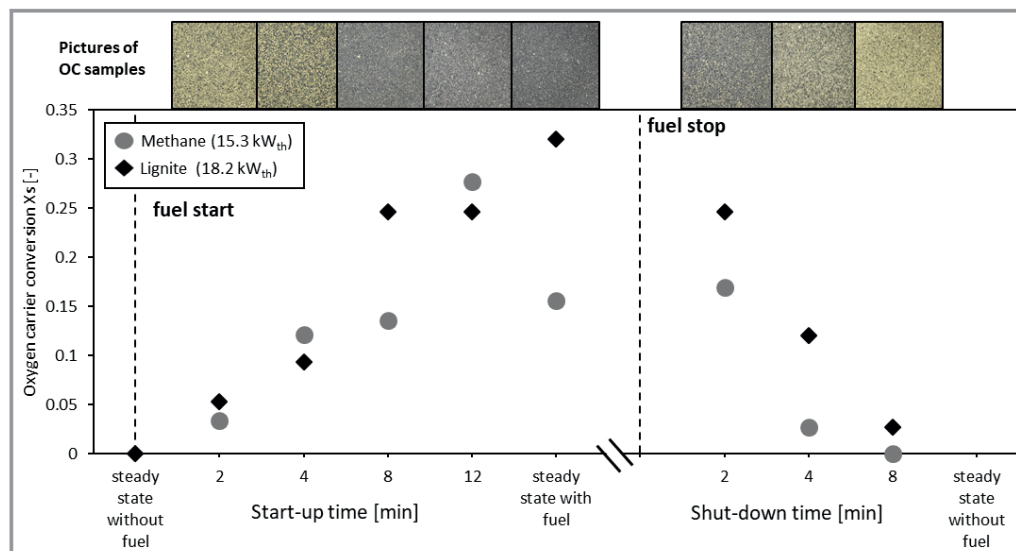 Pictures of
OC samples
0.35
0.3
0.25
0.2
0.15
0.1
0.05
0
Oxygen carrier conversion Xs [-]
Methane (15.3 kWth)
Lignite (18.2 kWth)
fuel start
fuel stop
steady
state
without
fuel
2
4
8
12
steady
state with
fuel
2
4
8
steady
state
without
fuel
Start-up time [min]
Shut-down time [min]